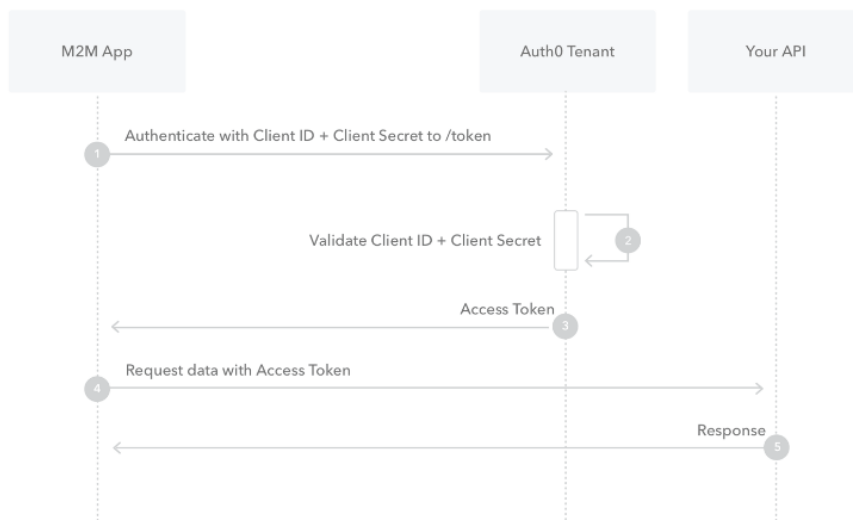 M2M App
Auth0 Tenant
Your API
Authenticate with Client ID + Client Secret to /token
1
Validate Client ID + Client Secret
2
Access Token
3
Request data with Access Token
4
Response
5